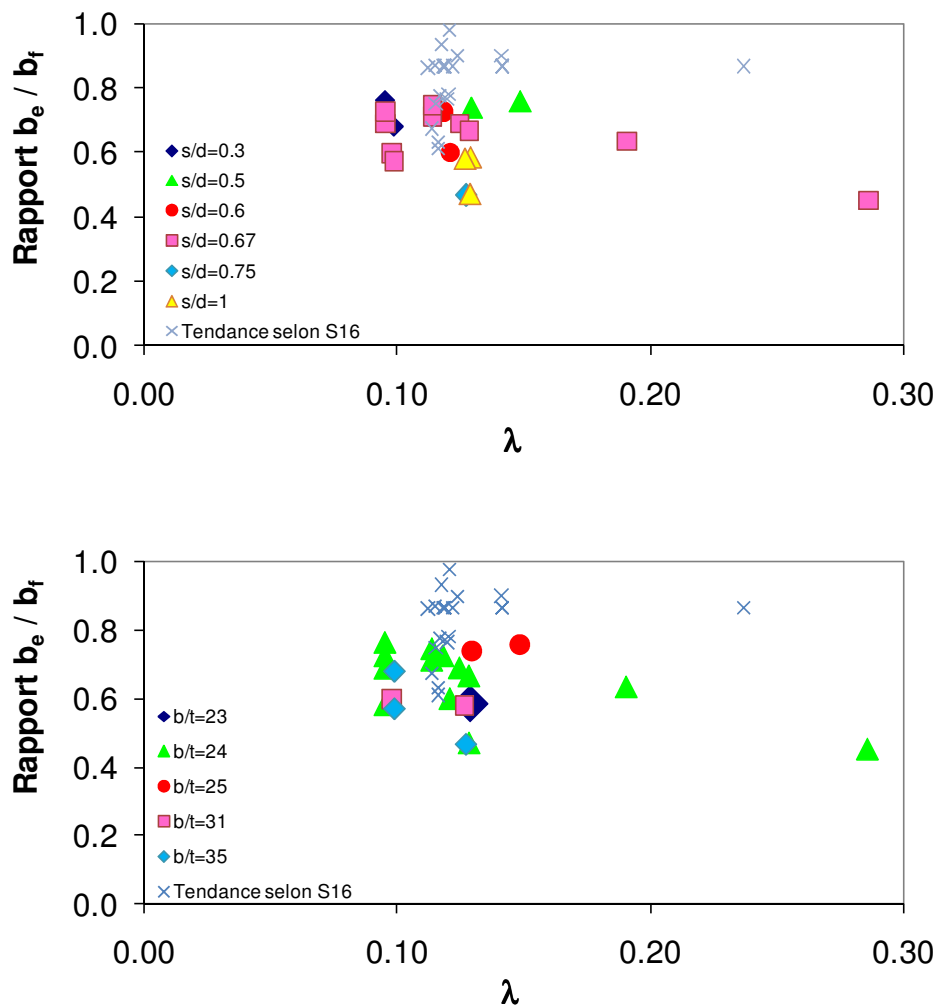 Rapport be / bf
1.0
0.8
0.6
0.4
0.2
0.0
s/d=0.3
s/d=0.5
s/d=0.6
s/d=0.67
s/d=0.75
s/d=1
Tendance selon S16
0.00 0.10 0.20 0.30
λ
Rapport be / bf
1.0
0.8
0.6
0.4
0.2
0.0
b/t=23
b/t=24
b/t=25
b/t=31
b/t=35
Tendance selon S16
0.00 0.10 0.20 0.30
λ